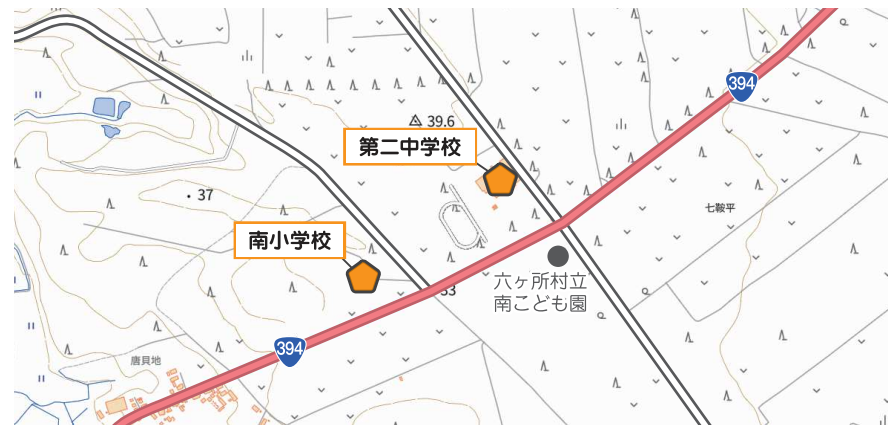 394
39.6
第二中学校
七鞍平
37
南小学校
六ヶ所村立
南こども園
33
394
唐貝地